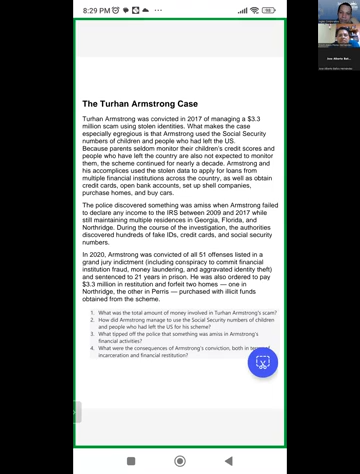 8:29 PM
The Turhan Armstrong Case
Turhan Armstrong was convicted in 2017 of managing a $3.3
million scam using stolen identities. What makes the case
especially egregious is that Armstrong used the Social Security
numbers of children and people who had left the US.
Because parents seldom monitor their children's credit scores and
people who have left the country are also not expected to monitor
them, the scheme continued for nearly a decade. Armstrong and
his accomplices used the stolen data to apply for loans from
multiple financial institutions across the country, as well as obtain
credit cards, open bank accounts, set up shell companies,
purchase homes, and buy cars.
The police discovered something was amiss when Armstrong failed
to declare any income to the IRS between 2009 and 2017 while
still maintaining multiple residences in Georgia, Florida, and
Northridge. During the course of the investigation, the authorities
discovered hundreds of fake IDs, credit cards, and social security
numbers.
In 2020, Armstrong was convicted of all 51 offenses listed in a
grand jury indictment (including conspiracy to commit financial
institution fraud, money laundering, and aggravated identity theft)
and sentenced to 21 years in prison. He was also ordered to pay
$3.3 million in restitution and forfeit two homes — one in
Northridge, the other in Perris — purchased with illicit funds
obtained from the scheme.
1. What was the total amount of money involved in Turhan Armstrong's scam?
2. How did Armstrong manage to use the Social Security numbers of children
and people who had left the US for his scheme?
3. What tipped off the police that something was amiss in Armstrong's
financial activities?
4. What were the consequences of Armstrong's conviction, both in terms of
incarceration and financial restitution?